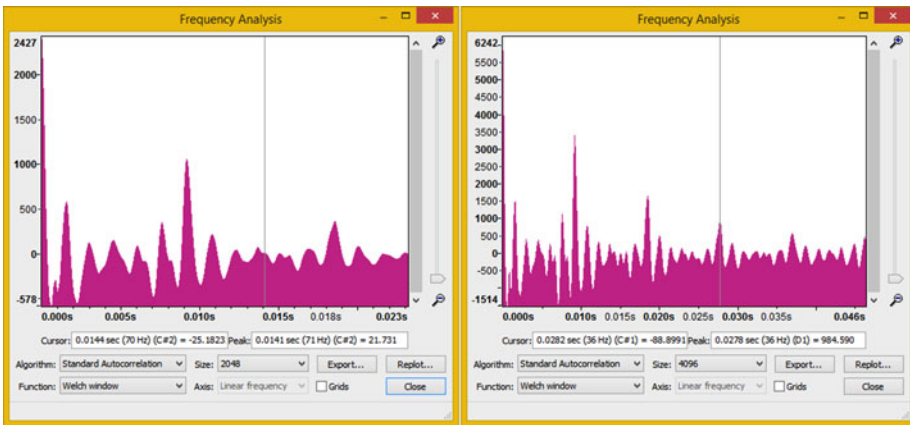 Frequency Analysis
2427
2000
1500
1000
500
0
-578
0.000s 0.005s 0.010s 0.015s 0.018s 0.023s
Cursor: 0.0144 sec (70 Hz) (C#2) = -25.1823 Peak: 0.0141 sec (71 Hz) (C#2) = 21.731
Algorithm: Standard Autocorrelation Size: 2048 Export... Replot...
Function: Welch window Axis: Linear frequency Grids Close
Frequency Analysis
6242
5500
5000
4500
4000
3500
3000
2500
2000
1500
1000
500
0
-500
-1514
0.000s 0.010s 0.015s 0.020s 0.025s 0.030s 0.035s 0.046s
Cursor: 0.0282 sec (36 Hz) (C#1) = -88.8991 Peak: 0.0278 sec (36 Hz) (D1) = 984.590
Algorithm: Standard Autocorrelation Size: 4096 Export... Replot...
Function: Welch window Axis: Linear frequency Grids Close